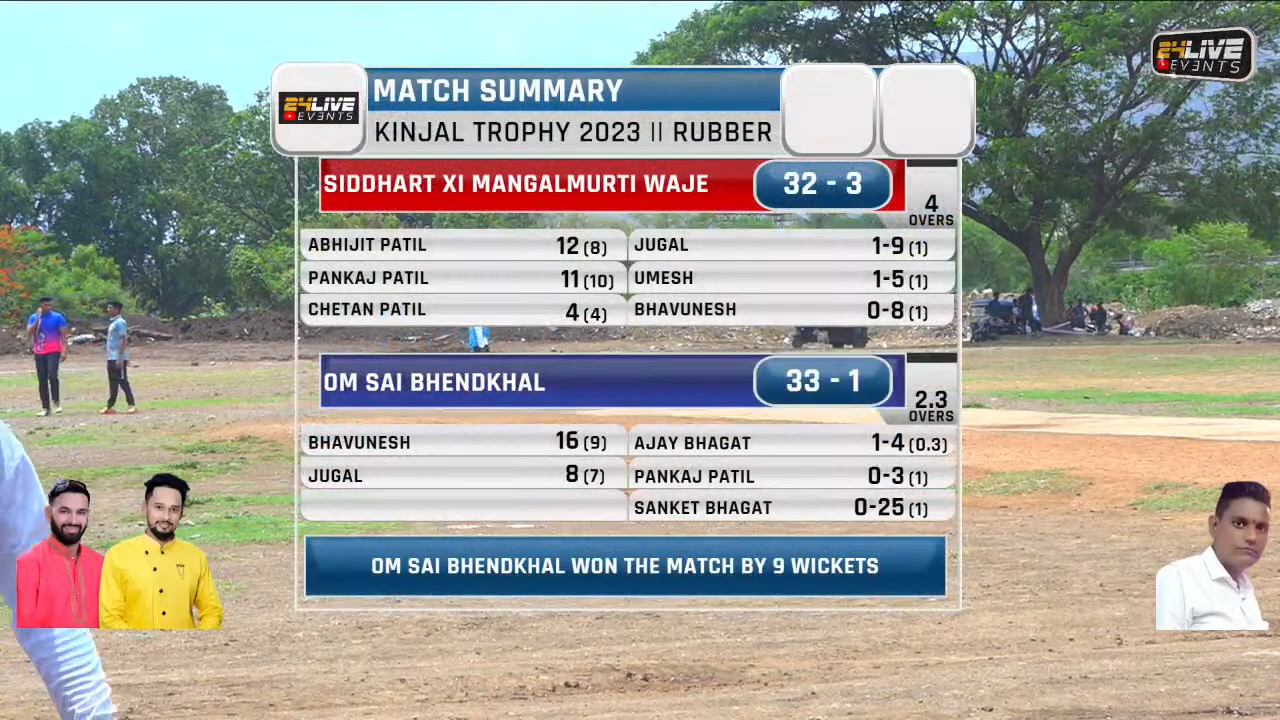 24LIVE
EVENTS
MATCH SUMMARY
KINJAL TROPHY 2023 || RUBBER
24LIVE
EVENTS
SIDDHART XI MANGALMURTI WAJE 32 - 3
4
OVERS
ABHIJIT PATIL 12 (8) JUGAL 1-9 (1)
PANKAJ PATIL 11 (10) UMESH 1-5 (1)
CHETAN PATIL 4 (4) BHAVUNESH 0-8 (1)
OM SAI BHENDKHAL 33 - 1
2.3
OVERS
BHAVUNESH 16 (9) AJAY BHAGAT 1-4 (0.3)
JUGAL 8 (7) PANKAJ PATIL 0-3 (1)
SANKET BHAGAT 0-25 (1)
OM SAI BHENDKHAL WON THE MATCH BY 9 WICKETS